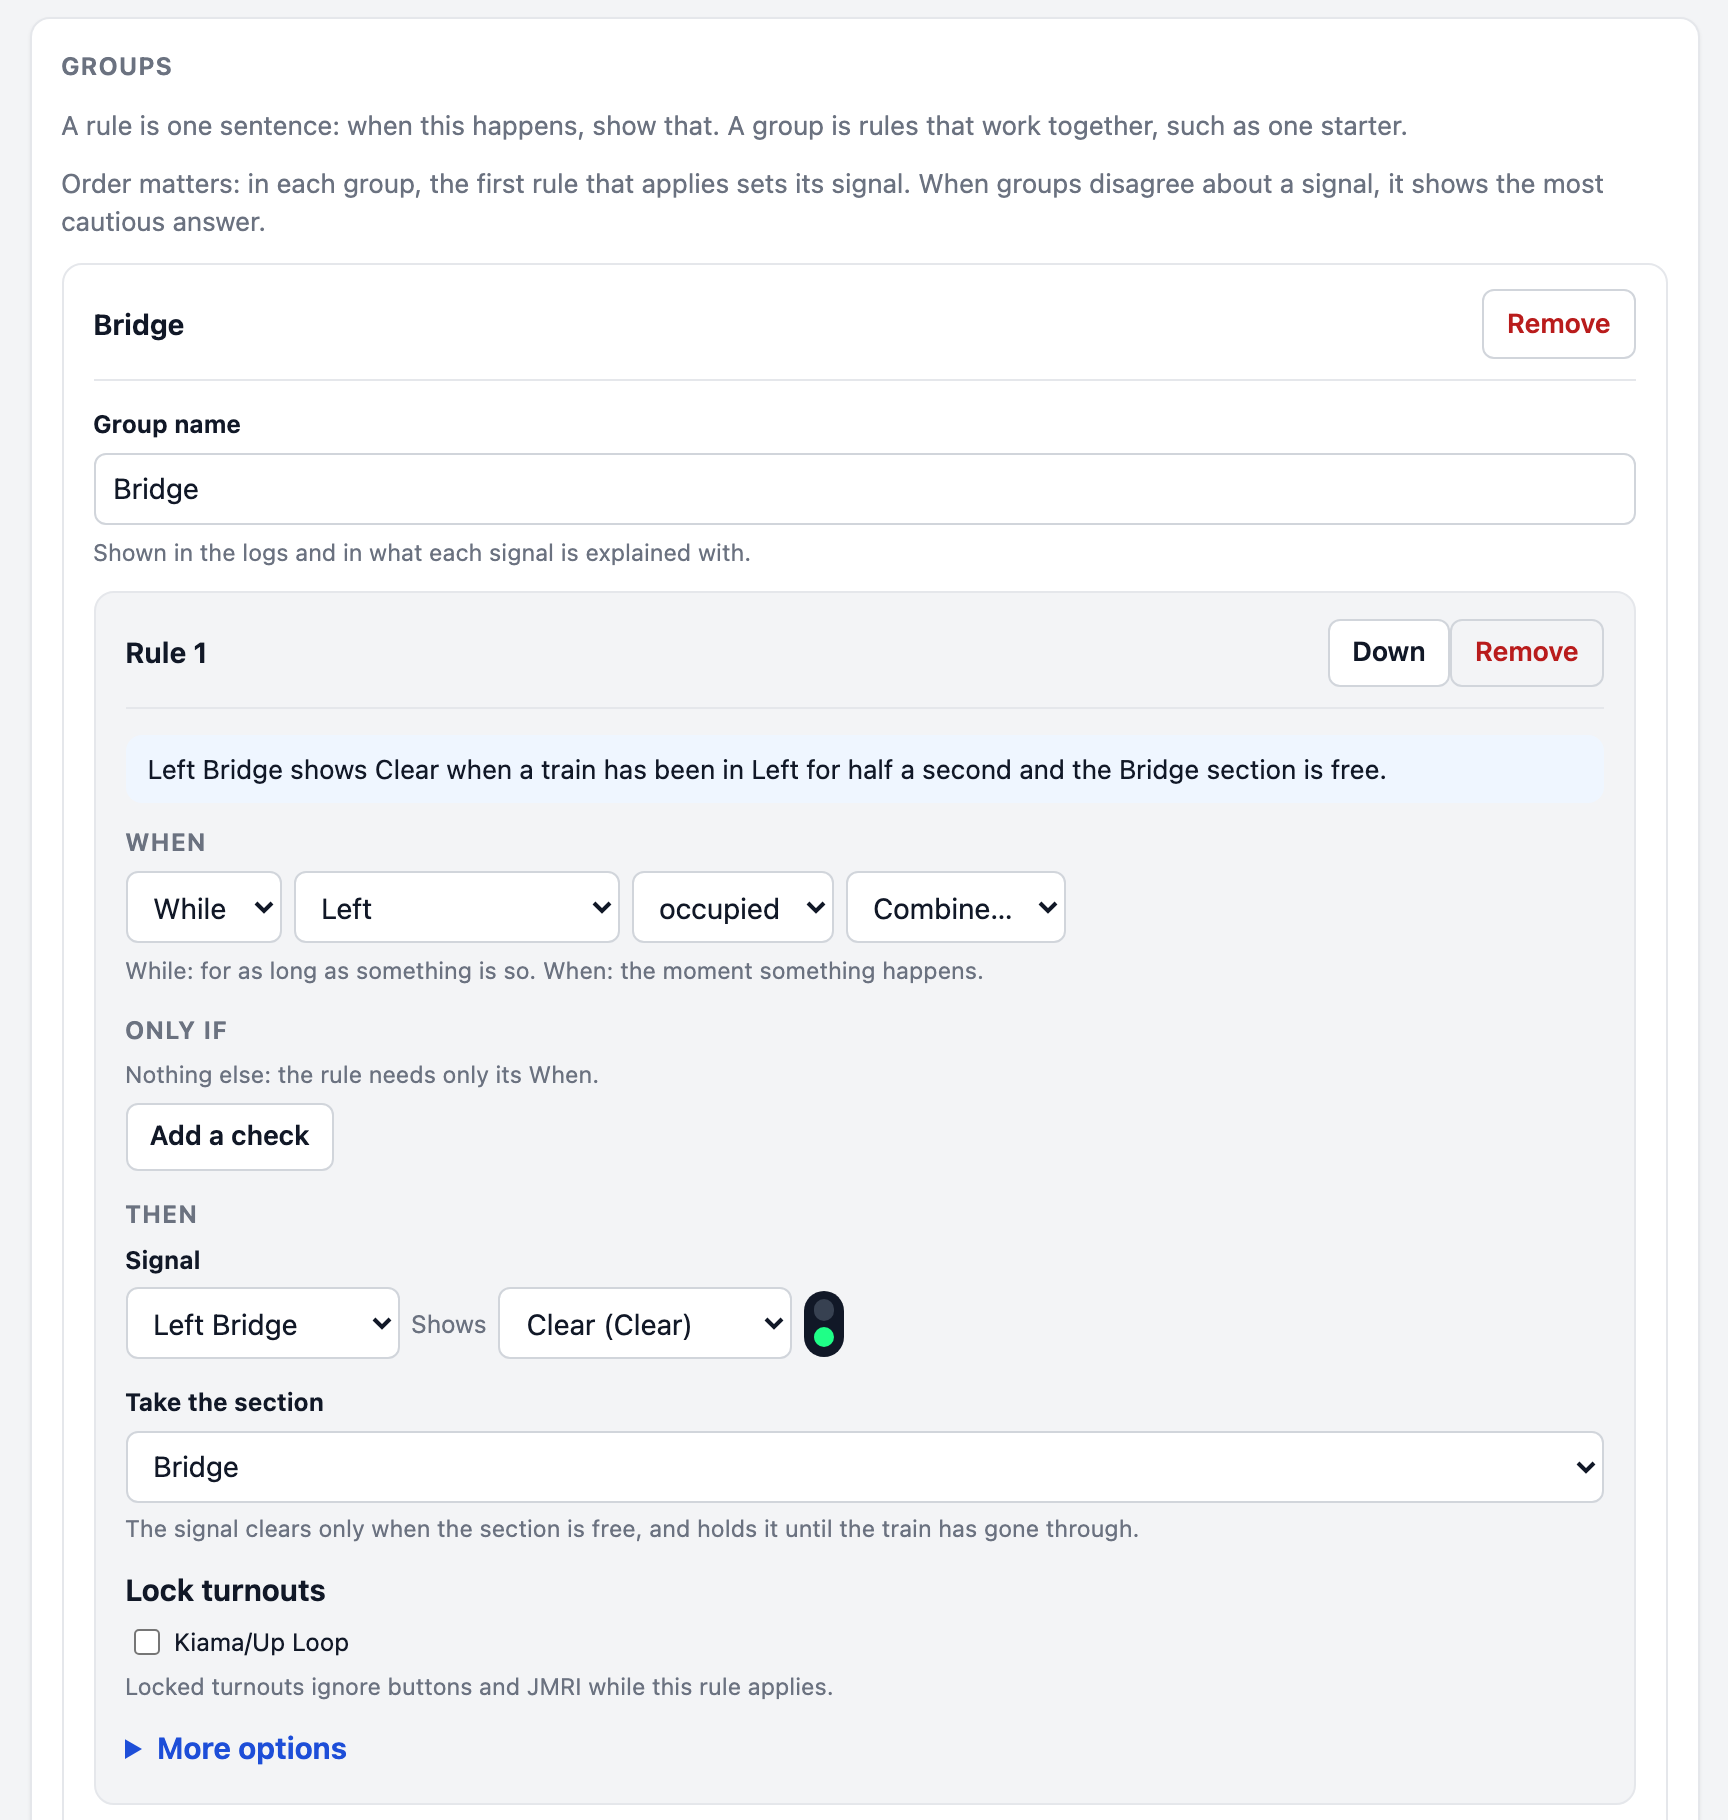 GROUPS
A rule is one sentence: when this happens, show that. A group is rules that work together, such as one starter.
Order matters: in each group, the first rule that applies sets its signal. When groups disagree about a signal, it shows the most
cautious answer.
Bridge
Remove
Group name
Bridge
Shown in the logs and in what each signal is explained with.
Rule 1
Down
Remove
Left Bridge shows Clear when a train has been in Left for half a second and the Bridge section is free.
WHEN
While
Left
occupied
Combine...
While: for as long as something is so. When: the moment something happens.
ONLY IF
Nothing else: the rule needs only its When.
Add a check
THEN
Signal
Left Bridge
Shows
Clear (Clear)
Take the section
Bridge
The signal clears only when the section is free, and holds it until the train has gone through.
Lock turnouts
Kiama/Up Loop
Locked turnouts ignore buttons and JMRI while this rule applies.
More options